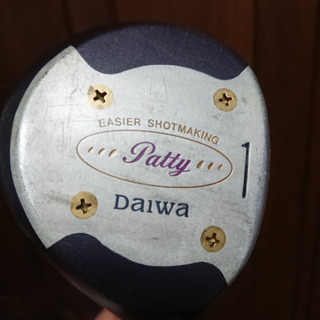 EASIER SHOTMAKING
Patty
1
Daiwa